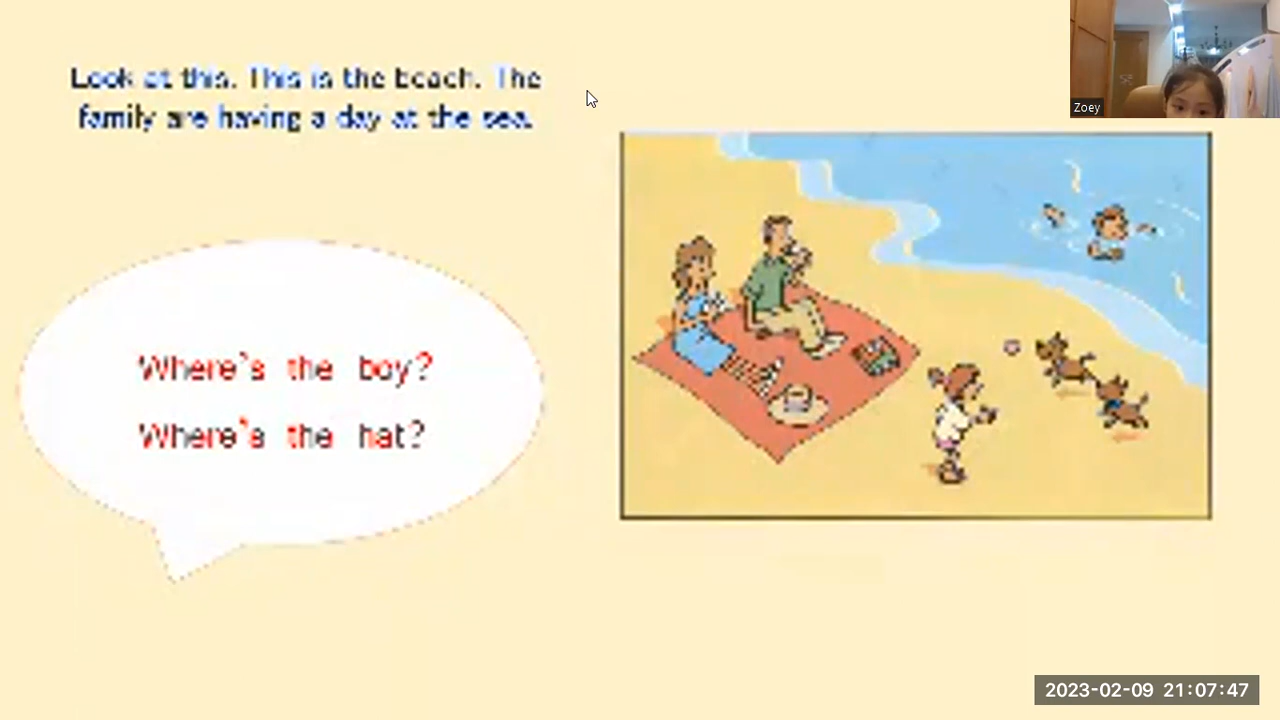 Look at this. This is the beach. The
family are having a day at the sea.
Zoey
Where's the boy?
Where's the hat?
2023-02-09 21:07:47